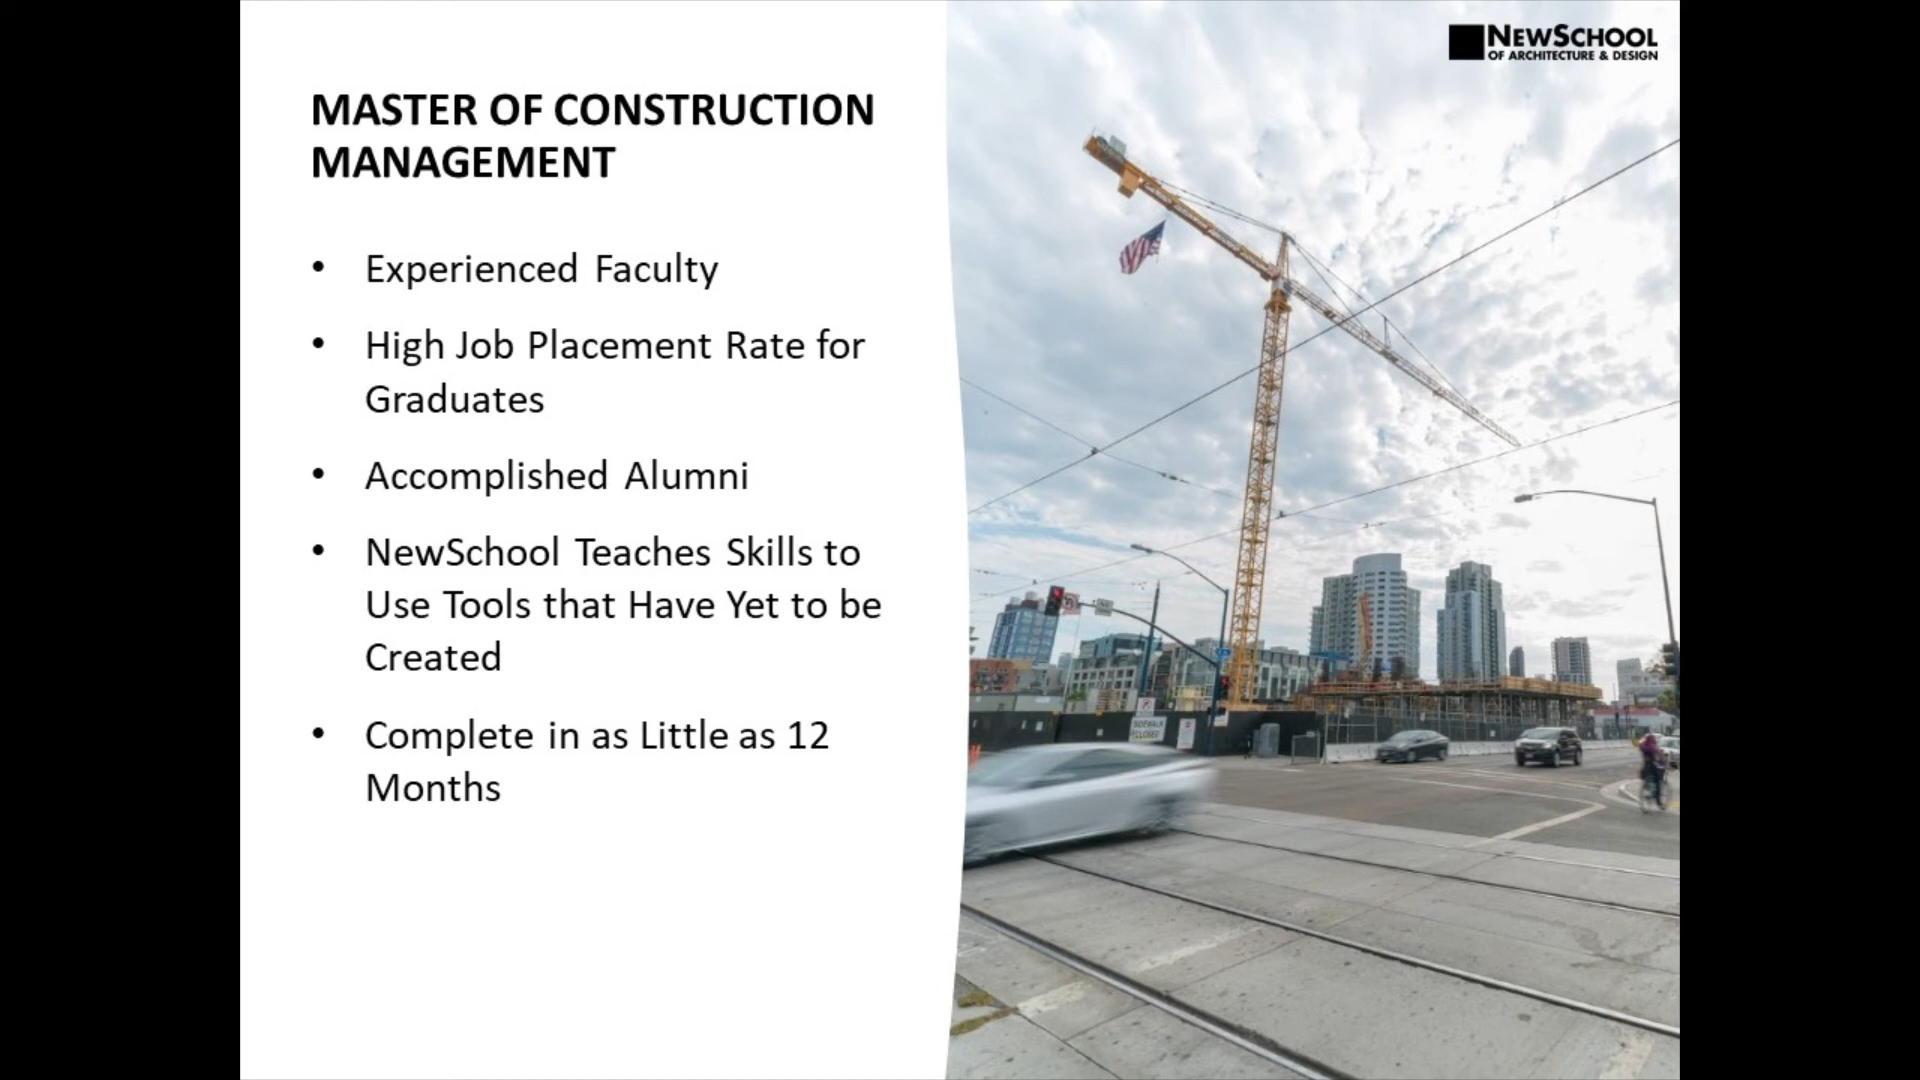 NEWSCHOOL
OF ARCHITECTURE & DESIGN
MASTER OF CONSTRUCTION
MANAGEMENT
• Experienced Faculty
• High Job Placement Rate for
Graduates
• Accomplished Alumni
• NewSchool Teaches Skills to
Use Tools that Have Yet to be
Created
• Complete in as Little as 12
Months
SIDEWALK
CLOSED